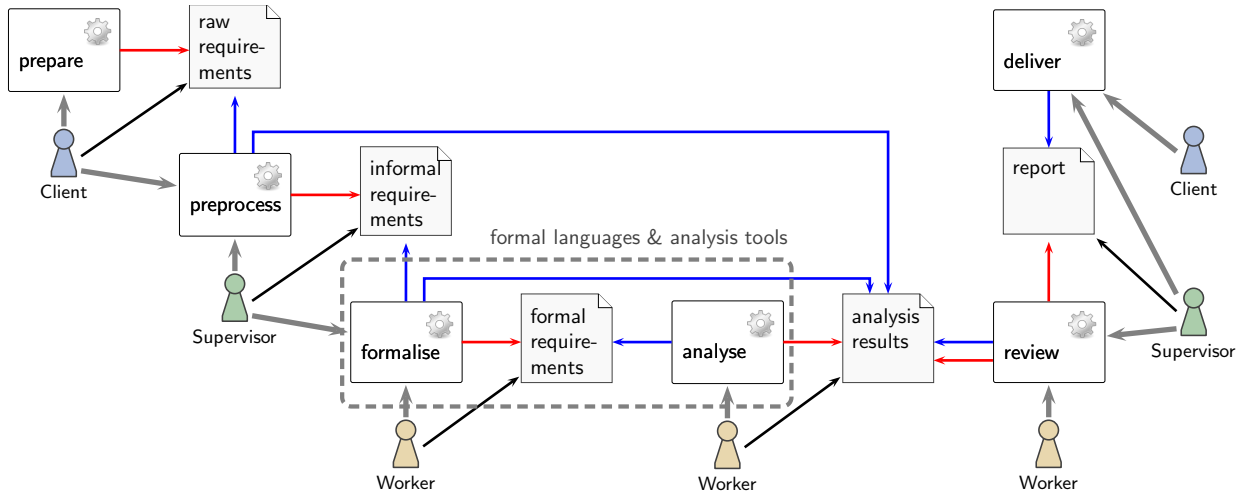 prepare
raw
require-
ments
Client
preprocess
informal
require-
ments
Supervisor
formal languages & analysis tools
formalise
formal
require-
ments
analyse
analysis
results
review
deliver
report
Client
Supervisor
Worker
Worker
Worker